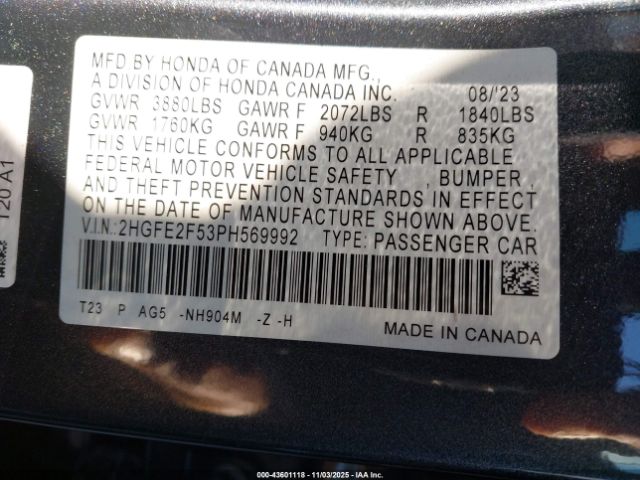 MFD BY HONDA OF CANADA MFG.,
A DIVISION OF HONDA CANADA INC. 08/'23
GVWR 3880LBS GAWR F 2072LBS R 1840LBS
GVWR 1760KG GAWR F 940KG R 835KG
THIS VEHICLE CONFORMS TO ALL APPLICABLE
FEDERAL MOTOR VEHICLE SAFETY , BUMPER
AND THEFT PREVENTION STANDARDS IN EFFECT
ON THE DATE OF MANUFACTURE SHOWN ABOVE.
V.I.N.:2HGFE2F53PH569992 TYPE: PASSENGER CAR
T23 P AG5 -NH904M -Z -H
MADE IN CANADA
T20 A1
000-43601118 - 11/03/2025 - IAA Inc.